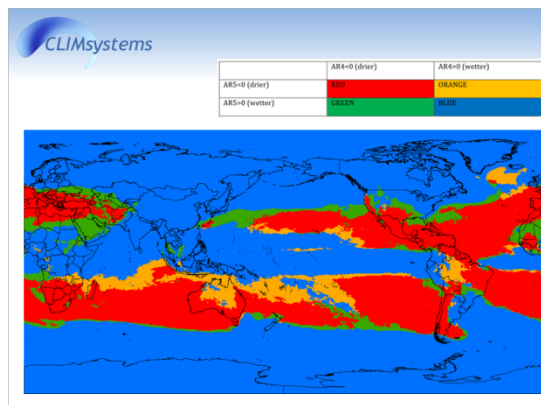 CLIMsystems
AR4<0 (drier) AR4>0 (wetter)
AR5<0 (drier) RED ORANGE
AR5>0 (wetter) GREEN BLUE